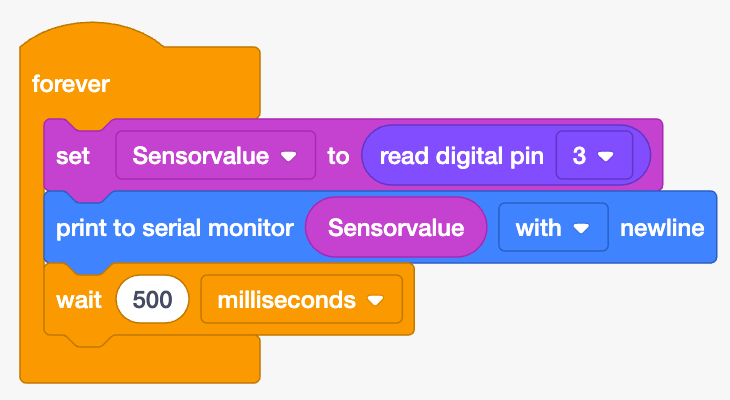 forever
set Sensorvalue to read digital pin 3
print to serial monitor Sensorvalue with newline
wait 500 milliseconds